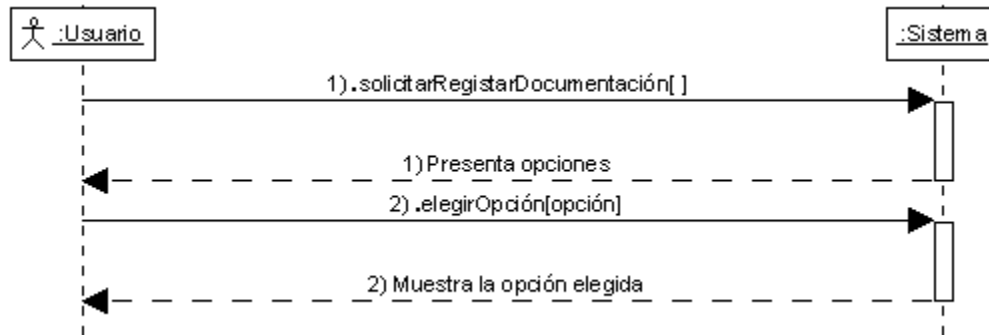 :Usuario
:Sistema
1).solicitarRegistarDocumentación[ ]
1) Presenta opciones
2).elegirOpción[opción]
2) Muestra la opción elegida